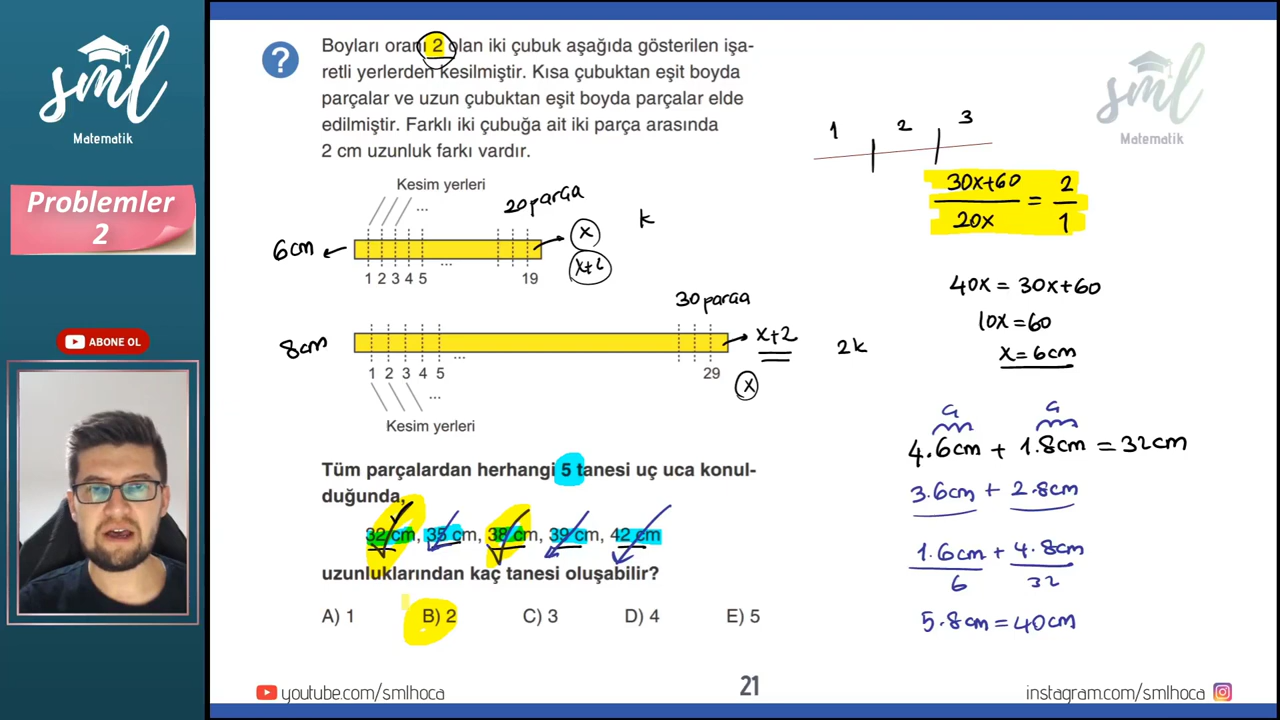 sml
Matematik
Problemler
2
ABONE OL
?
Boyları oranı 2 olan iki çubuk aşağıda gösterilen işa-
retli yerlerden kesilmiştir. Kısa çubuktan eşit boyda
parçalar ve uzun çubuktan eşit boyda parçalar elde
edilmiştir. Farklı iki çubuğa ait iki parça arasında
2 cm uzunluk farkı vardır.
Kesim yerleri
...
20 parça
6cm
x
k
x+2
1 2 3 4 5 ... 19
30 parça
8cm
x+2
2k
1 2 3 4 5 ... 29
x
...
Kesim yerleri
Tüm parçalardan herhangi 5 tanesi uç uca konul-
duğunda,
32 cm, 35 cm, 38 cm, 39 cm, 42 cm
uzunluklarından kaç tanesi oluşabilir?
A) 1 B) 2 C) 3 D) 4 E) 5
sml
Matematik
1 2 3
30x+60 = 2
20x 1
40x = 30x+60
10x = 60
x = 6cm
G G
4.6cm + 1.8cm = 32cm
3.6cm + 2.8cm
1.6cm + 4.8cm
6 32
5.8cm = 40cm
youtube.com/smlhoca
21
instagram.com/smlhoca